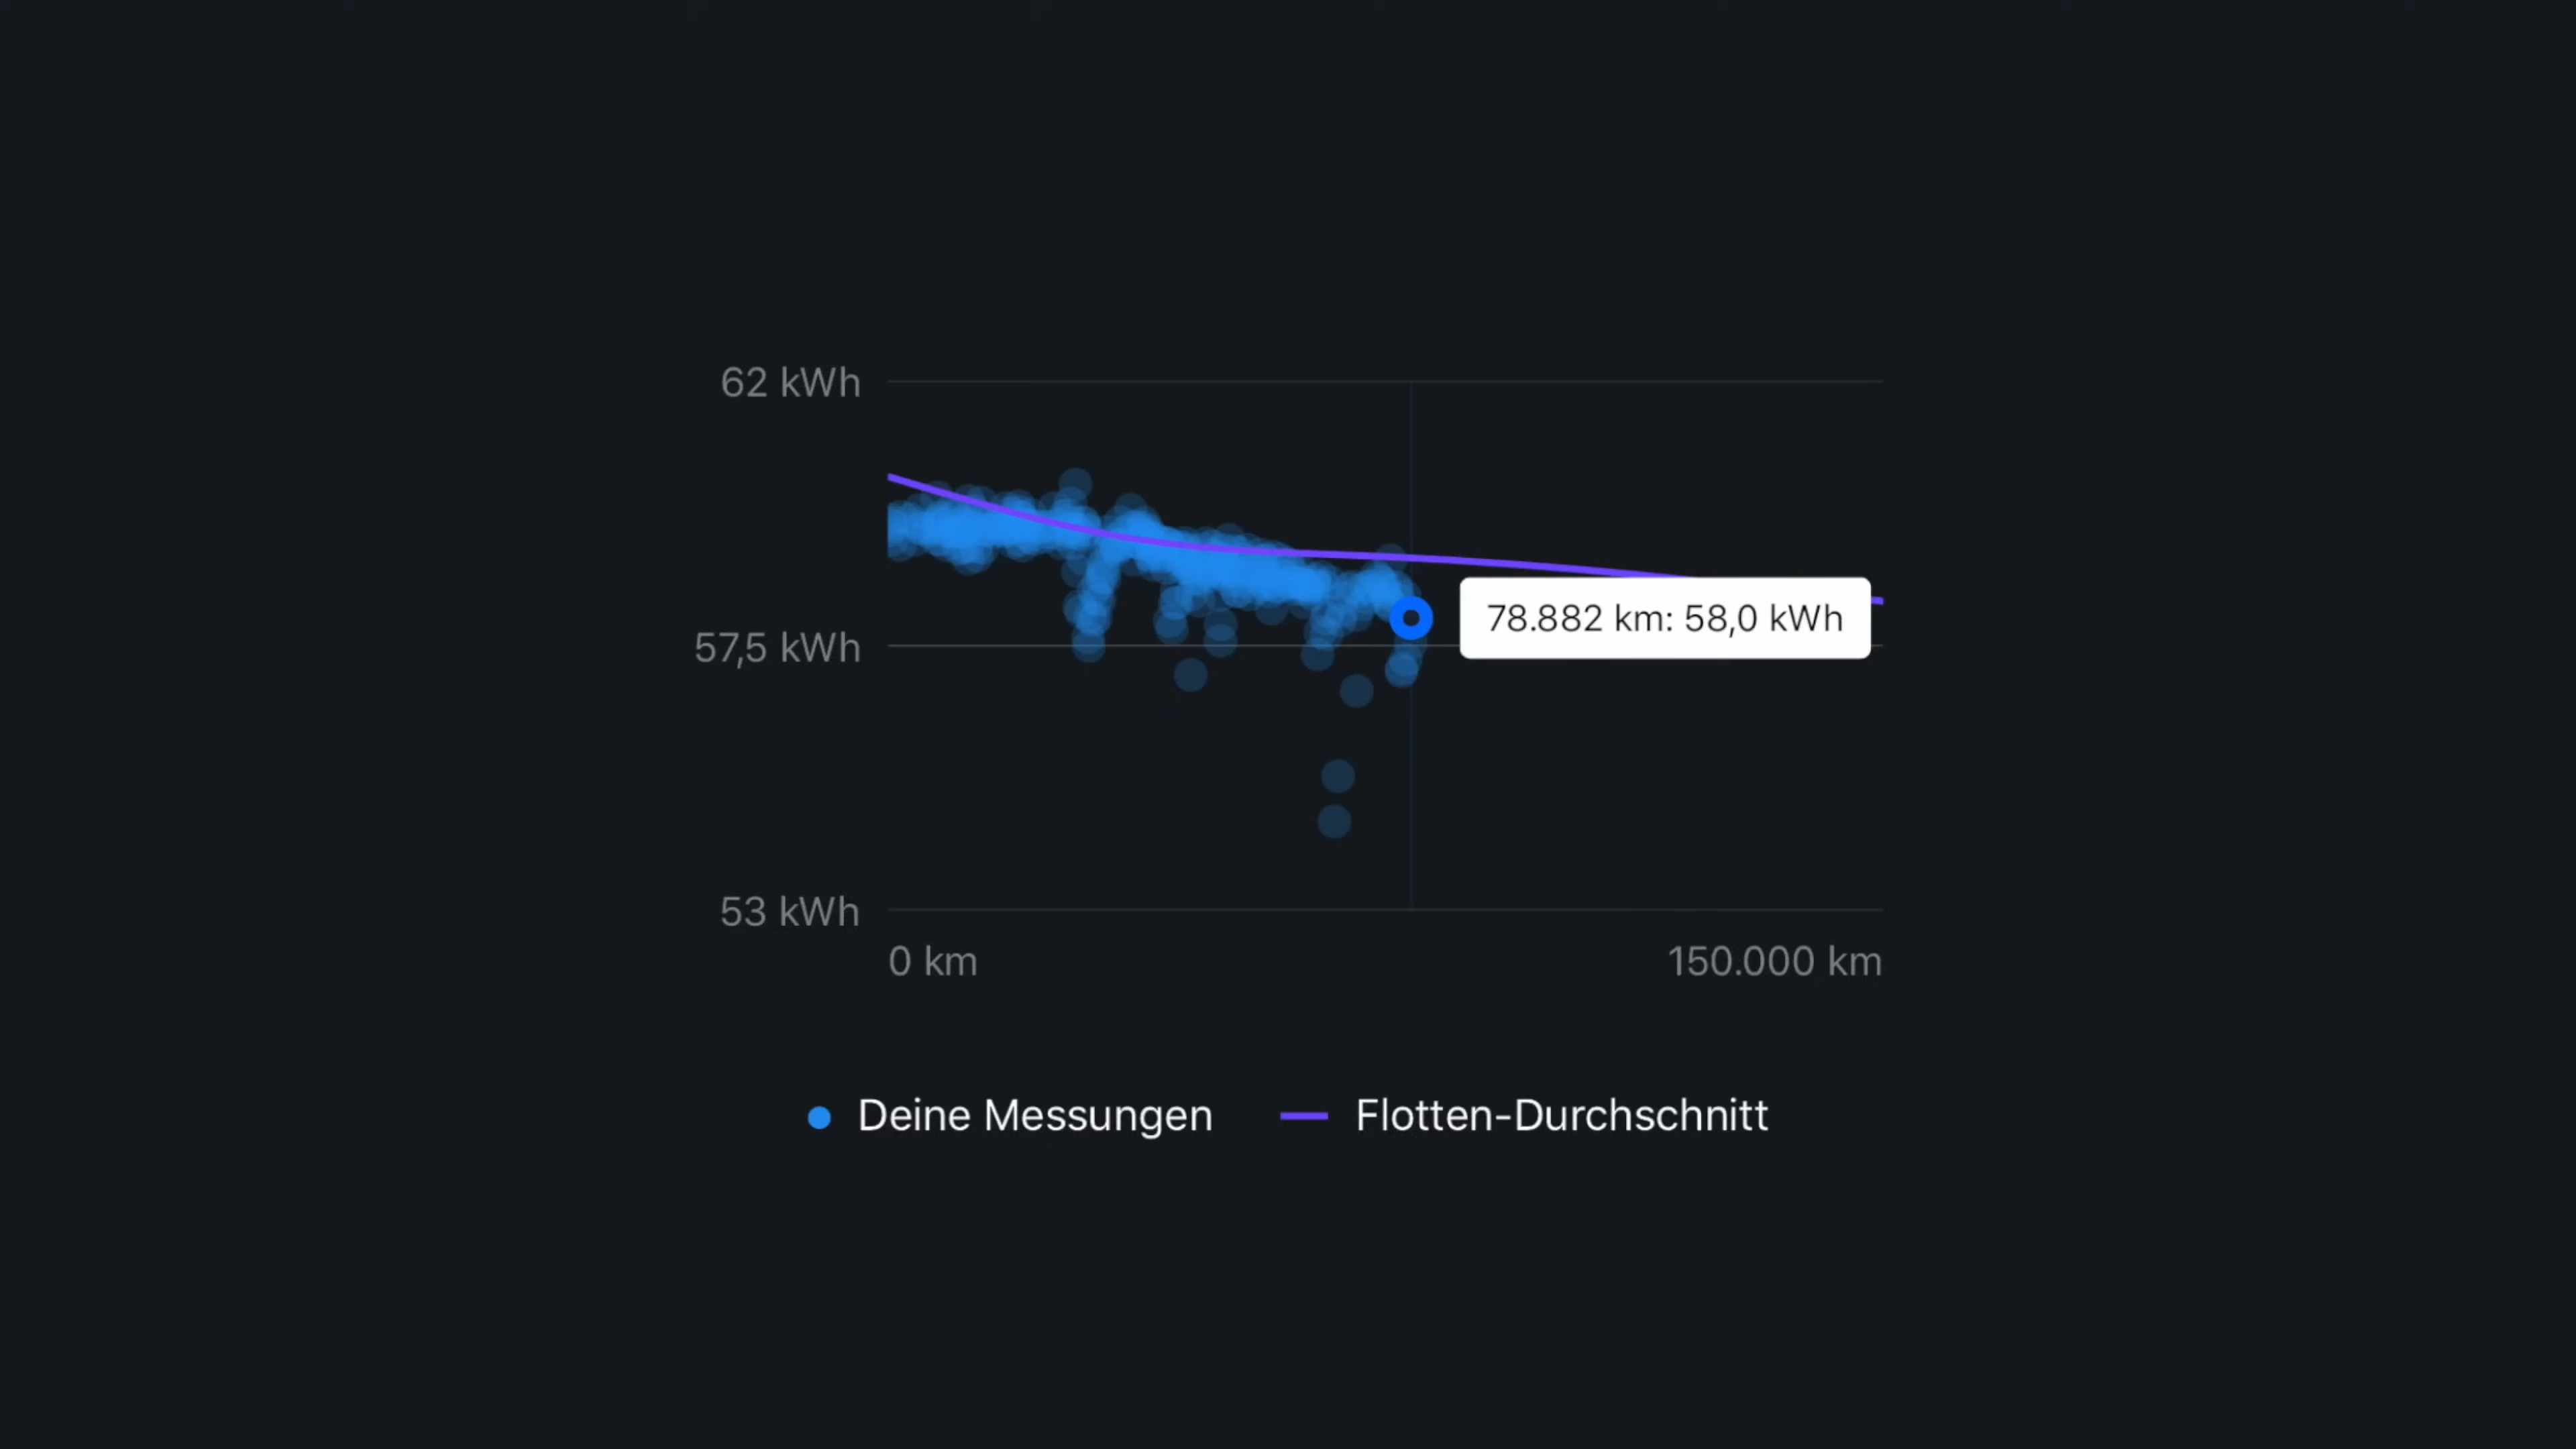 62 kWh
57,5 kWh
78.882 km: 58,0 kWh
53 kWh
0 km
150.000 km
Deine Messungen
Flotten-Durchschnitt